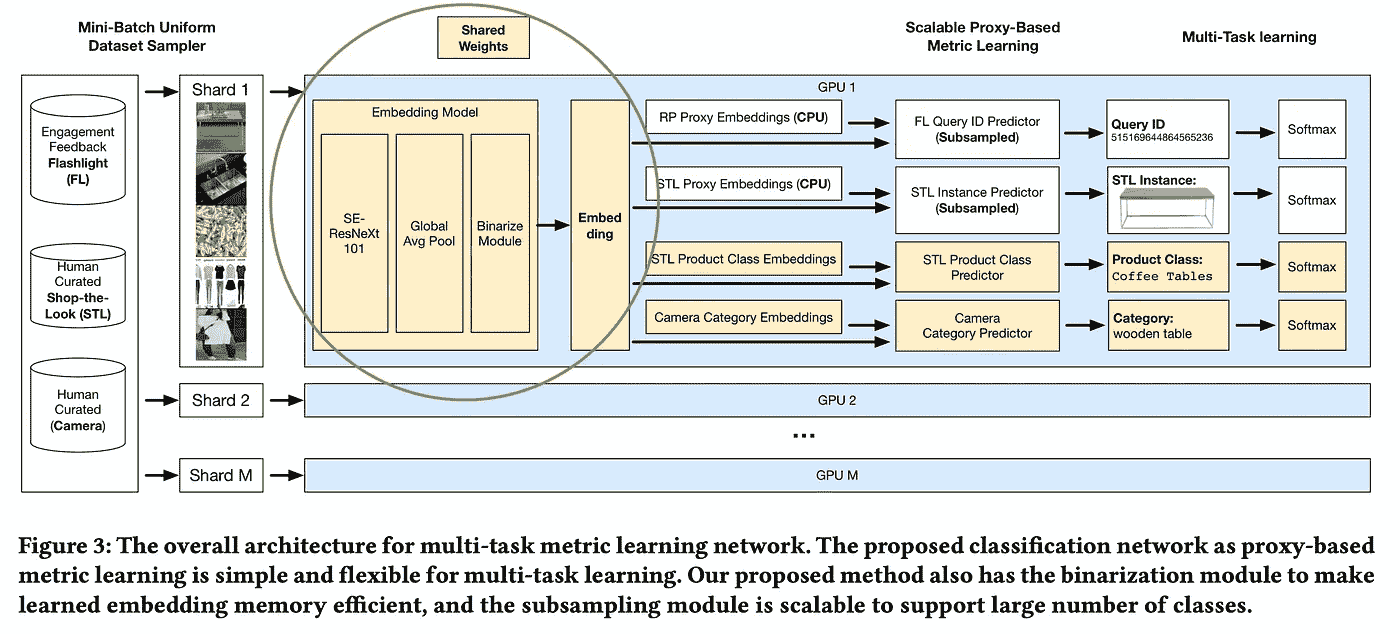 Mini-Batch Uniform
Dataset Sampler
Shared
Weights
Scalable Proxy-Based
Metric Learning
Multi-Task learning
Engagement
Feedback
Flashlight
(FL)
Human
Curated
Shop-the-
Look (STL)
Human
Curated
(Camera)
Shard 1
Shard 2
Shard M
GPU 1
Embedding Model
SE-
ResNeXt
101
Global
Avg Pool
Binarize
Module
Embed
ding
RP Proxy Embeddings (CPU)
FL Query ID Predictor
(Subsampled)
Query ID
515169644864565236
Softmax
STL Proxy Embeddings (CPU)
STL Instance Predictor
(Subsampled)
STL Instance:
Softmax
STL Product Class Embeddings
STL Product Class
Predictor
Product Class:
Coffee Tables
Softmax
Camera Category Embeddings
Camera
Category Predictor
Category:
wooden table
Softmax
GPU 2
...
GPU M
Figure 3: The overall architecture for multi-task metric learning network. The proposed classification network as proxy-based
metric learning is simple and flexible for multi-task learning. Our proposed method also has the binarization module to make
learned embedding memory efficient, and the subsampling module is scalable to support large number of classes.